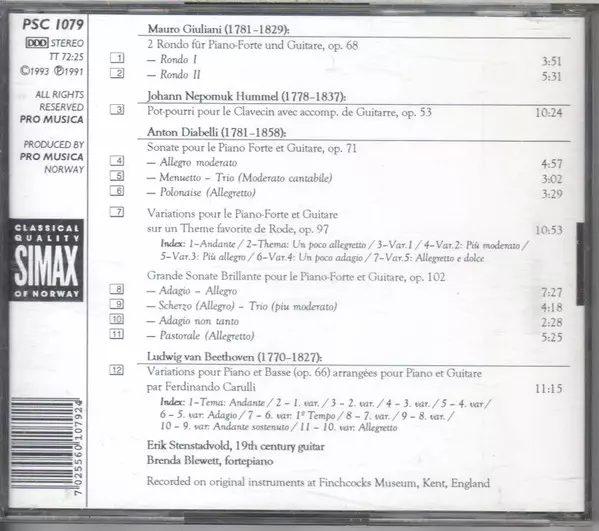 PSC 1079
DDD STEREO
TT 72:25
©1993 ℗1991
ALL RIGHTS
RESERVED
PRO MUSICA
PRODUCED BY
PRO MUSICA
NORWAY
CLASSICAL
QUALITY
SIMAX
OF NORWAY
7 025560 107924
Mauro Giuliani (1781-1829):
2 Rondo für Piano-Forte und Guitare, op. 68
1 – Rondo I 3:51
2 – Rondo II 5:31
Johann Nepomuk Hummel (1778-1837):
3 Pot-pourri pour le Clavecin avec accomp. de Guitarre, op. 53 10:24
Anton Diabelli (1781-1858):
Sonate pour le Piano Forte et Guitare, op. 71
4 – Allegro moderato 4:57
5 – Menuetto – Trio (Moderato cantabile) 3:02
6 – Polonaise (Allegretto) 3:29
7 Variations pour le Piano-Forte et Guitare
sur un Theme favorite de Rode, op. 97 10:53
Index: 1-Andante / 2-Thema: Un poco allegretto / 3-Var.1 / 4-Var.2: Più moderato /
5-Var.3: Più allegro / 6-Var.4: Un poco adagio / 7-Var.5: Allegretto e dolce
Grande Sonate Brillante pour le Piano-Forte et Guitare, op. 102
8 – Adagio – Allegro 7:27
9 – Scherzo (Allegro) – Trio (piu moderato) 4:18
10 – Adagio non tanto 2:28
11 – Pastorale (Allegretto) 5:25
Ludwig van Beethoven (1770-1827):
12 Variations pour Piano et Basse (op. 66) arrangées pour Piano et Guitare
par Ferdinando Carulli 11:15
Index: 1-Tema: Andante / 2 - 1. var. / 3 - 2. var. / 4 - 3. var. / 5 - 4. var /
6 - 5. var: Adagio / 7 - 6. var: 1º Tempo / 8 - 7. var. / 9 - 8. var. /
10 - 9. var: Andante sostenuto / 11 - 10. var: Allegretto
Erik Stenstadvold, 19th century guitar
Brenda Blewett, fortepiano
Recorded on original instruments at Finchcocks Museum, Kent, England